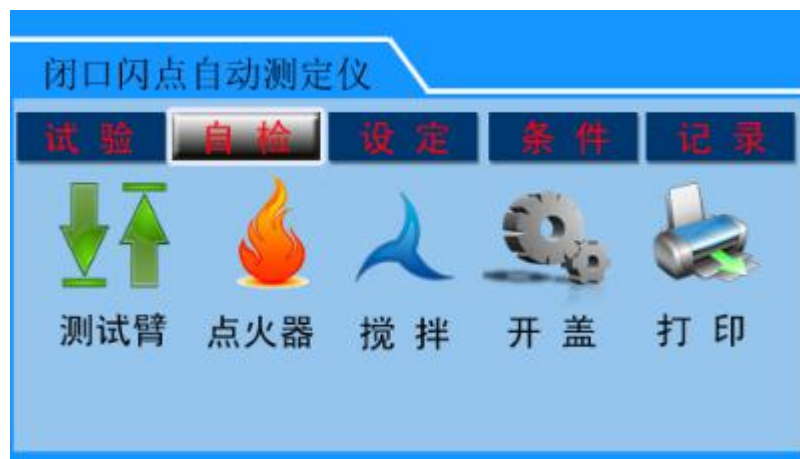 闭口闪点自动测定仪
试 验 自 检 设 定 条 件 记 录
测试臂 点火器 搅 拌 开 盖 打 印